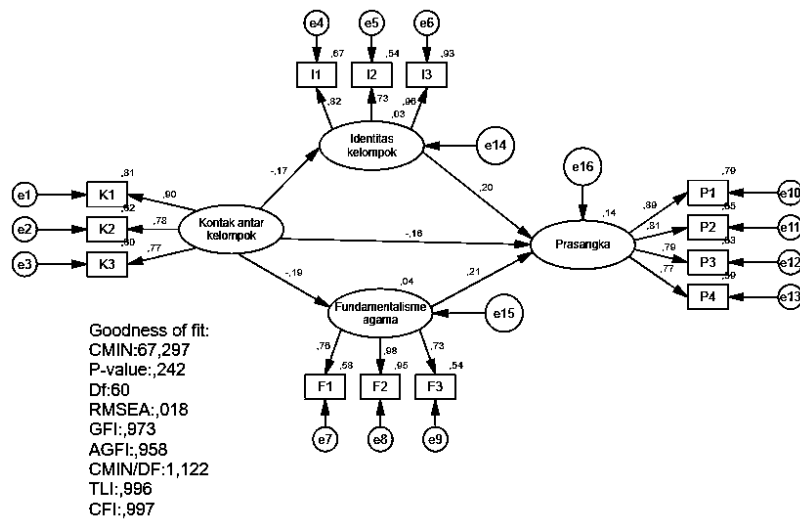 e4
e5
e6
,67
,54
,93
I1
I2
I3
,82
,73
,96
,03
Identitas
kelompok
e14
-,17
,20
e16
,81
e1
K1
,90
,62
e2
K2
,78
,60
e3
K3
,77
Kontak antar
kelompok
-,16
,14
Prasangka
,79
P1
e10
,89
,65
P2
e11
,81
,63
P3
e12
,79
,59
P4
e13
,77
-,19
,21
,04
Fundamentalisme
agama
e15
,76
,98
,73
,58
,95
,54
F1
F2
F3
e7
e8
e9
Goodness of fit:
CMIN:67,297
P-value:,242
Df:60
RMSEA:,018
GFI:,973
AGFI:,958
CMIN/DF:1,122
TLI:,996
CFI:,997